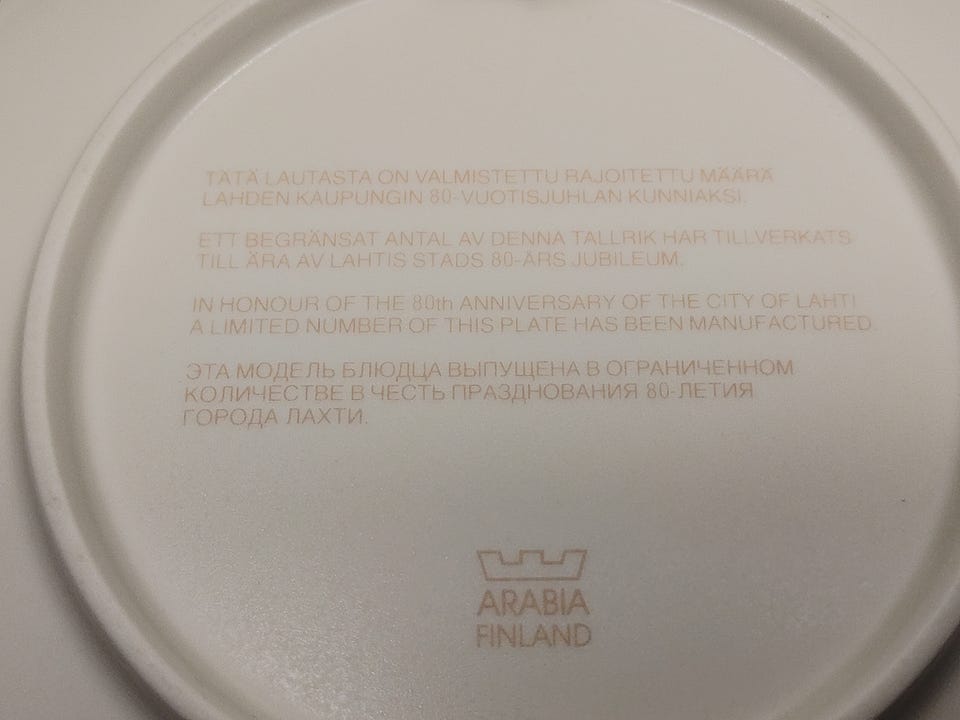 TÄTÄ LAUTASTA ON VALMISTETTU RAJOITETTU MÄÄRÄ
LAHDEN KAUPUNGIN 80-VUOTISJUHLAN KUNNIAKSI.
ETT BEGRÄNSAT ANTAL AV DENNA TALLRIK HAR TILLVERKATS
TILL ÄRA AV LAHTIS STADS 80-ÅRS JUBILEUM.
IN HONOUR OF THE 80th ANNIVERSARY OF THE CITY OF LAHTI
A LIMITED NUMBER OF THIS PLATE HAS BEEN MANUFACTURED.
ЭТА МОДЕЛЬ БЛЮДЦА ВЫПУЩЕНА В ОГРАНИЧЕННОМ
КОЛИЧЕСТВЕ В ЧЕСТЬ ПРАЗДНОВАНИЯ 80-ЛЕТИЯ
ГОРОДА ЛАХТИ.
ARABIA
FINLAND